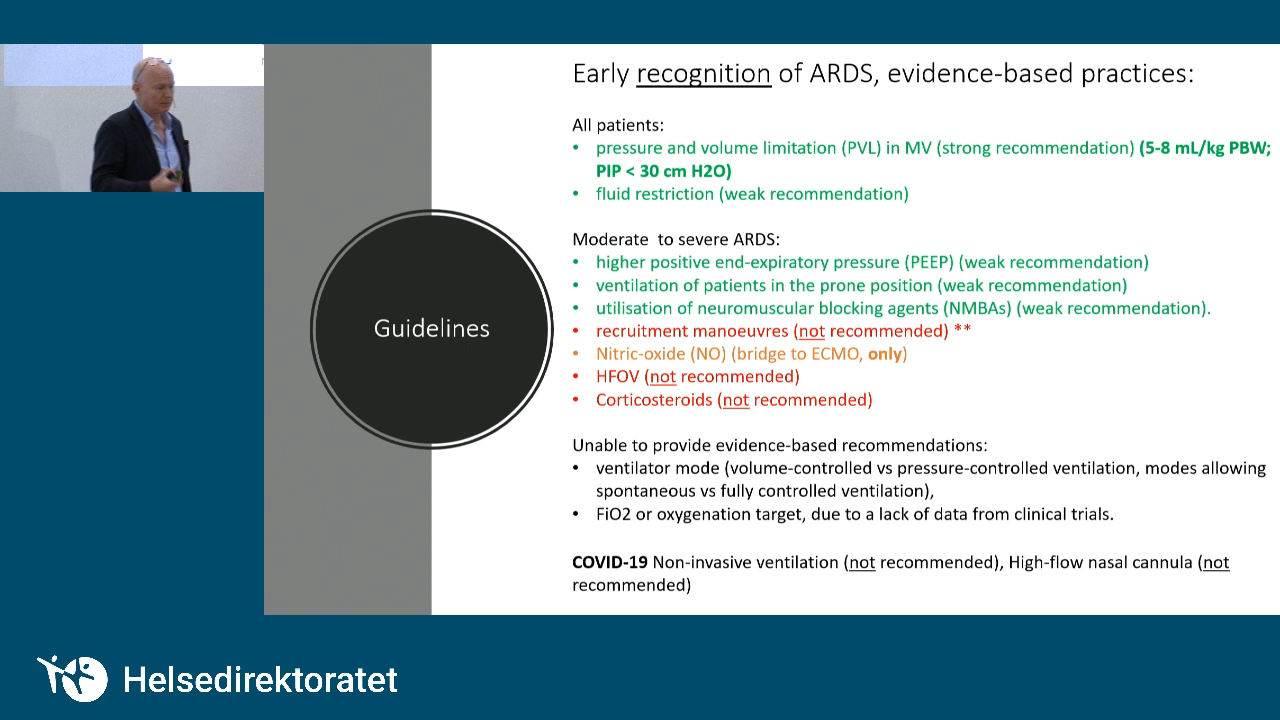 Early recognition of ARDS, evidence-based practices:
All patients:
• pressure and volume limitation (PVL) in MV (strong recommendation) (5-8 mL/kg PBW;
PIP < 30 cm H2O)
• fluid restriction (weak recommendation)
Moderate  to severe ARDS:
• higher positive end-expiratory pressure (PEEP) (weak recommendation)
• ventilation of patients in the prone position (weak recommendation)
• utilisation of neuromuscular blocking agents (NMBAs) (weak recommendation).
• recruitment manoeuvres (not recommended) **
• Nitric-oxide (NO) (bridge to ECMO, only)
• HFOV (not recommended)
• Corticosteroids (not recommended)
Unable to provide evidence-based recommendations:
• ventilator mode (volume-controlled vs pressure-controlled ventilation, modes allowing
spontaneous vs fully controlled ventilation),
• FiO2 or oxygenation target, due to a lack of data from clinical trials.
COVID-19 Non-invasive ventilation (not recommended), High-flow nasal cannula (not
recommended)
Guidelines
Helsedirektoratet